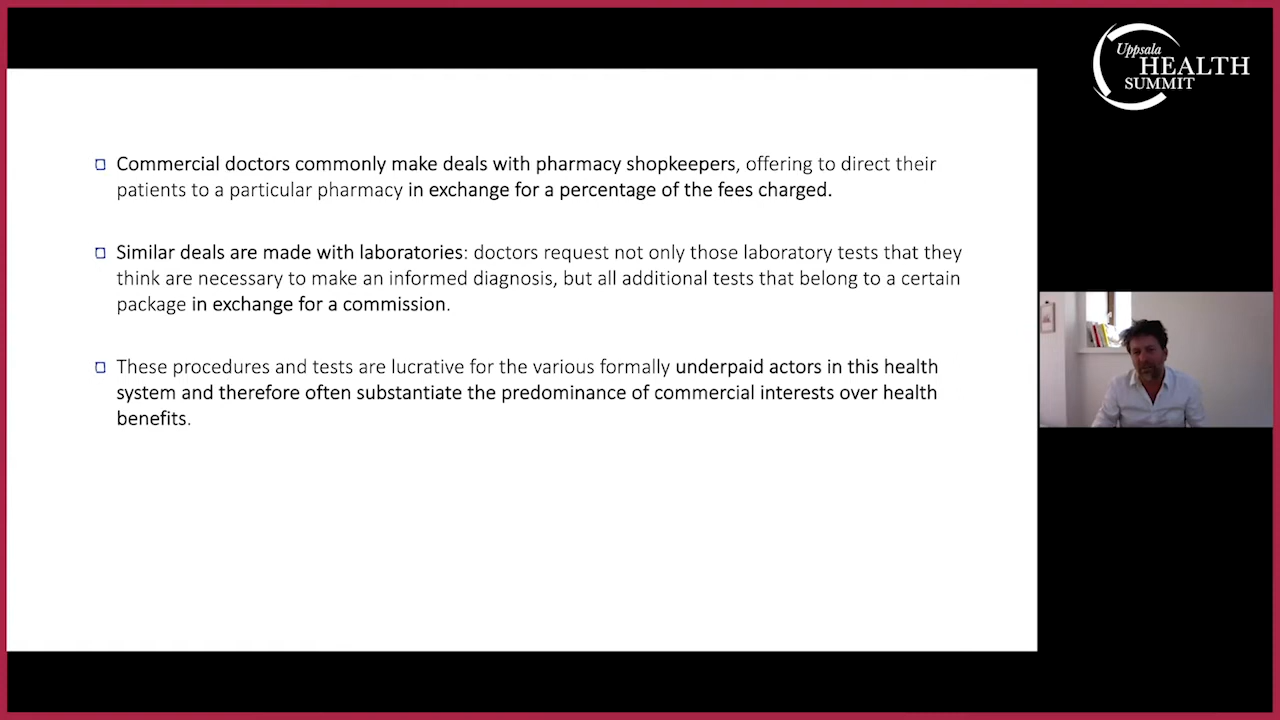 Uppsala
HEALTH
SUMMIT
Commercial doctors commonly make deals with pharmacy shopkeepers, offering to direct their
patients to a particular pharmacy in exchange for a percentage of the fees charged.
Similar deals are made with laboratories: doctors request not only those laboratory tests that they
think are necessary to make an informed diagnosis, but all additional tests that belong to a certain
package in exchange for a commission.
These procedures and tests are lucrative for the various formally underpaid actors in this health
system and therefore often substantiate the predominance of commercial interests over health
benefits.